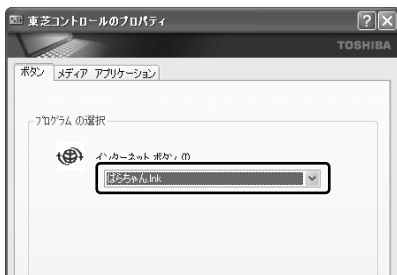 東芝コントロールのプロパティ
TOSHIBA
ボタン メディア アプリケーション
プログラムの選択
インターネット ボタン(I)
ぱらちゃん.lnk